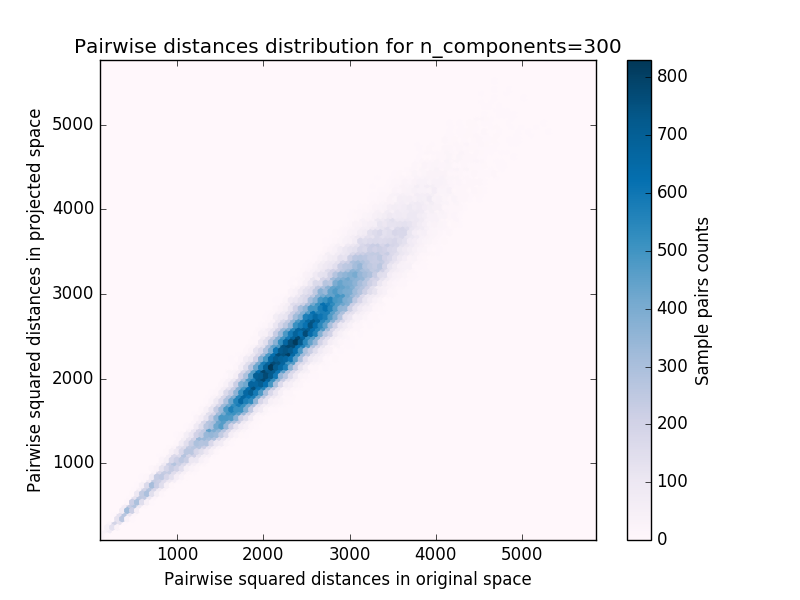 Pairwise distances distribution for n_components=300
Pairwise squared distances in projected space
5000
4000
3000
2000
1000
1000 2000 3000 4000 5000
Pairwise squared distances in original space
800
700
600
500
400
300
200
100
0
Sample pairs counts